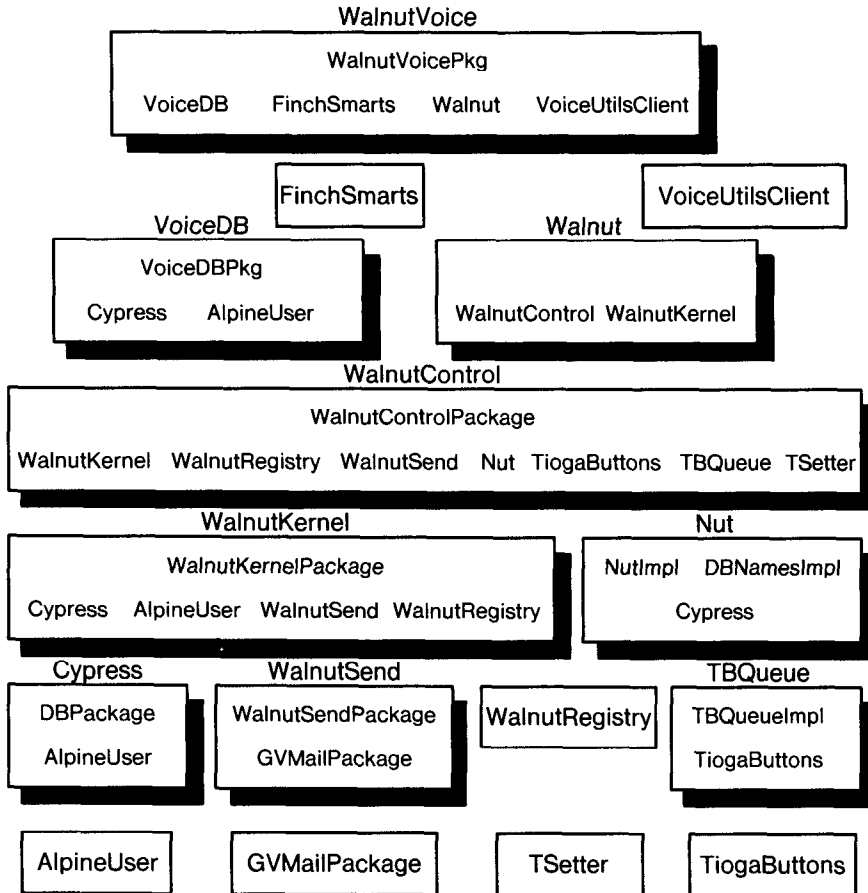 WalnutVoice
WalnutVoicePkg
VoiceDB FinchSmarts Walnut VoiceUtilsClient
FinchSmarts VoiceUtilsClient
VoiceDB Walnut
VoiceDBPkg
Cypress AlpineUser WalnutControl WalnutKernel
WalnutControl
WalnutControlPackage
WalnutKernel WalnutRegistry WalnutSend Nut TiogaButtons TBQueue TSetter
WalnutKernel Nut
WalnutKernelPackage NutImpl DBNamesImpl
Cypress AlpineUser WalnutSend WalnutRegistry Cypress
Cypress WalnutSend TBQueue
DBPackage WalnutSendPackage WalnutRegistry TBQueueImpl
AlpineUser GVMailPackage TiogaButtons
AlpineUser GVMailPackage TSetter TiogaButtons